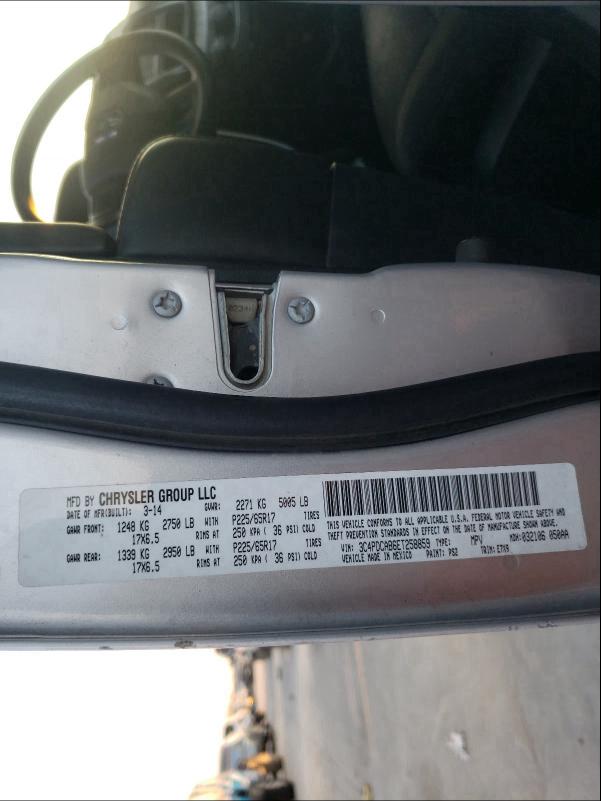 MFD BY CHRYSLER GROUP LLC
DATE OF MFR(BUILT): 3-14 GVWR: 2271 KG 5005 LB
GAWR FRONT: 1248 KG 2750 LB WITH P225/65R17 TIRES
17X6.5 RIMS AT 250 KPA ( 36 PSI) COLD
GAWR REAR: 1339 KG 2950 LB WITH P225/65R17 TIRES
17X6.5 RIMS AT 250 KPA ( 36 PSI) COLD
THIS VEHICLE CONFORMS TO ALL APPLICABLE U.S.A. FEDERAL MOTOR VEHICLE SAFETY AND
THEFT PREVENTION STANDARDS IN EFFECT ON THE DATE OF MANUFACTURE SHOWN ABOVE.
VIN: 3C4PDCAB6ET250859 TYPE: MPV MDH: 032106 050AA
VEHICLE MADE IN MEXICO PAINT: PS2 TRIM: E7X9